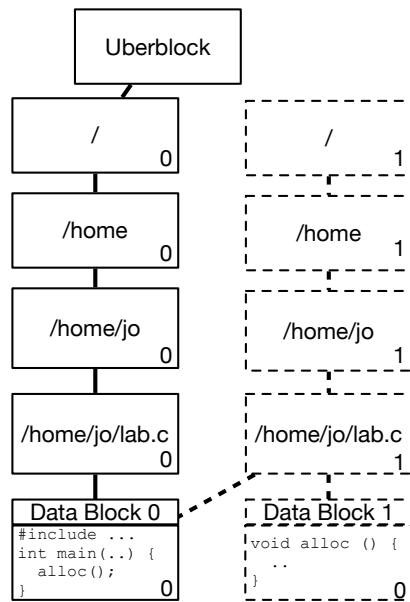 Uberblock
/
0
/home
0
/home/jo
0
/home/jo/lab.c
0
Data Block 0
#include ...
int main(..) {
alloc();
}
0
/
1
/home
1
/home/jo
1
/home/jo/lab.c
1
Data Block 1
void alloc () {
..
}
0